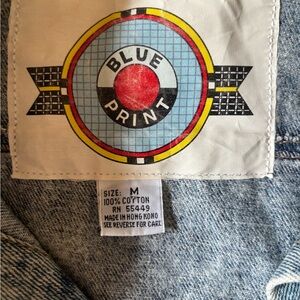 BLUE
PRINT
SIZE: M
100% COTTON
RN 55449
MADE IN HONG KONG
SEE REVERSE FOR CARE